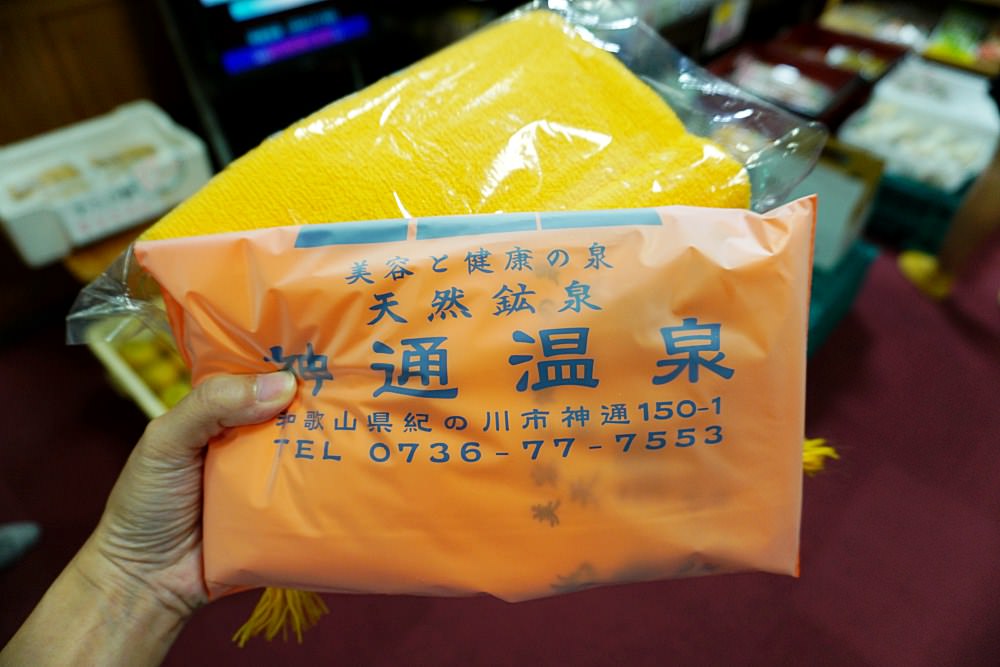 美容と健康の泉
天然鉱泉
神通温泉
和歌山県紀の川市神通150-1
TEL 0736-77-7553